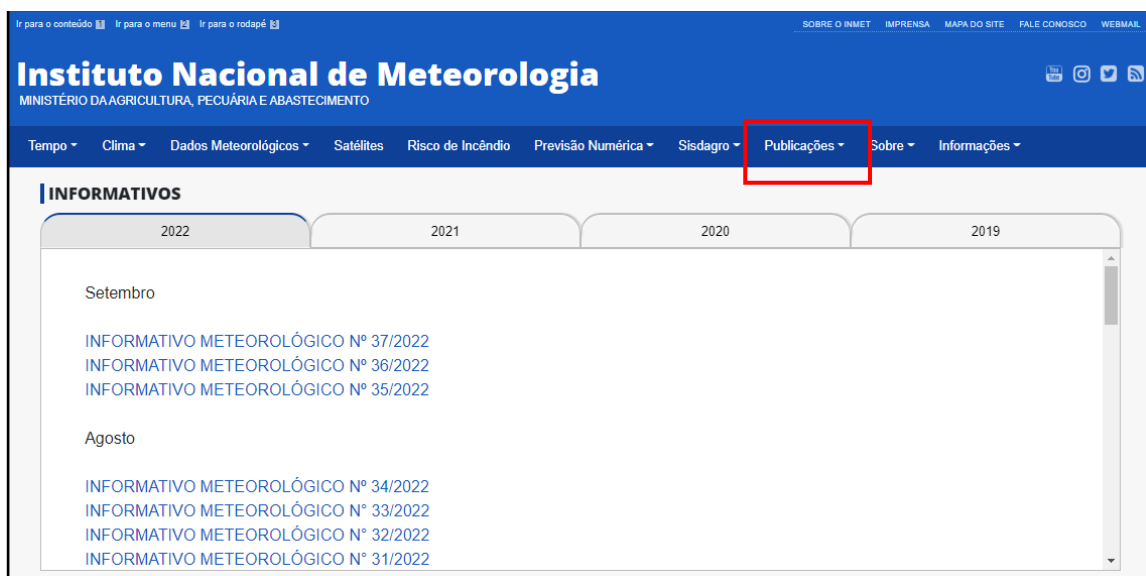 Ir para o conteúdo 1 Ir para o menu 2 Ir para o rodapé 3 SOBRE O INMET IMPRENSA MAPA DO SITE FALE CONOSCO WEBMAIL
Instituto Nacional de Meteorologia
MINISTÉRIO DA AGRICULTURA, PECUÁRIA E ABASTECIMENTO
You Tube
Tempo Clima Dados Meteorológicos Satélites Risco de Incêndio Previsão Numérica Sisdagro Publicações Sobre Informações
INFORMATIVOS
2022 2021 2020 2019
Setembro
INFORMATIVO METEOROLÓGICO Nº 37/2022
INFORMATIVO METEOROLÓGICO Nº 36/2022
INFORMATIVO METEOROLÓGICO Nº 35/2022
Agosto
INFORMATIVO METEOROLÓGICO Nº 34/2022
INFORMATIVO METEOROLÓGICO N° 33/2022
INFORMATIVO METEOROLÓGICO N° 32/2022
INFORMATIVO METEOROLÓGICO N° 31/2022